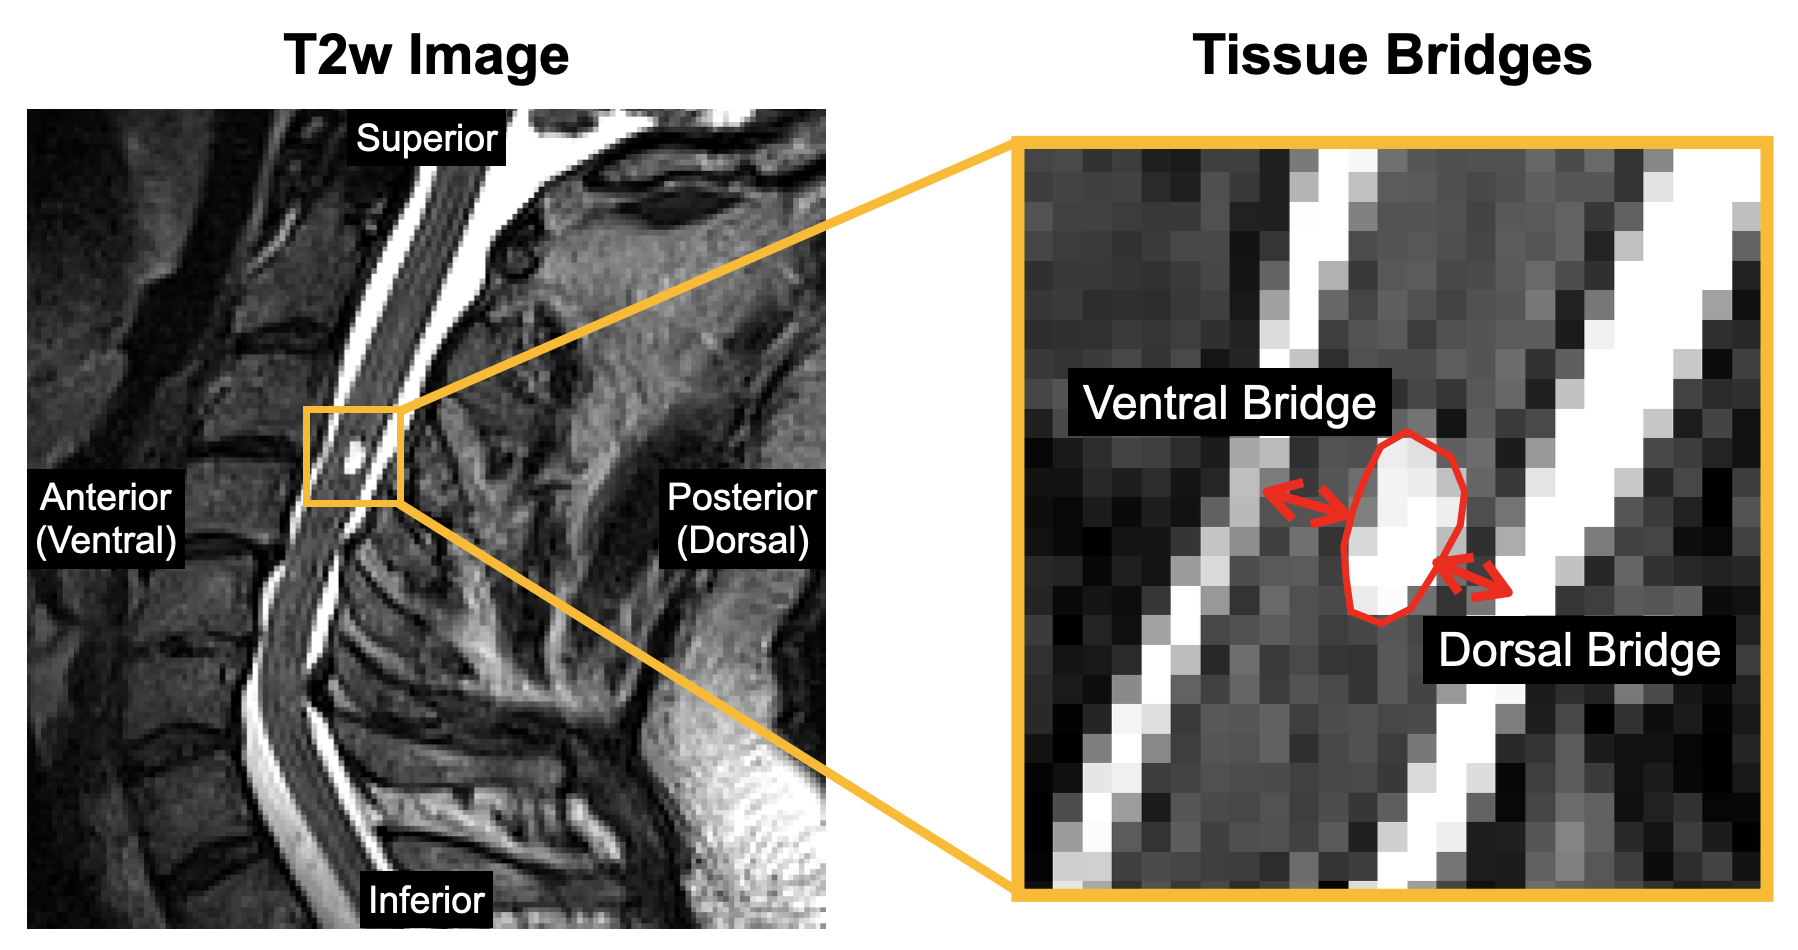 T2w Image
Tissue Bridges
Superior
Anterior
(Ventral)
Posterior
(Dorsal)
Inferior
Ventral Bridge
Dorsal Bridge